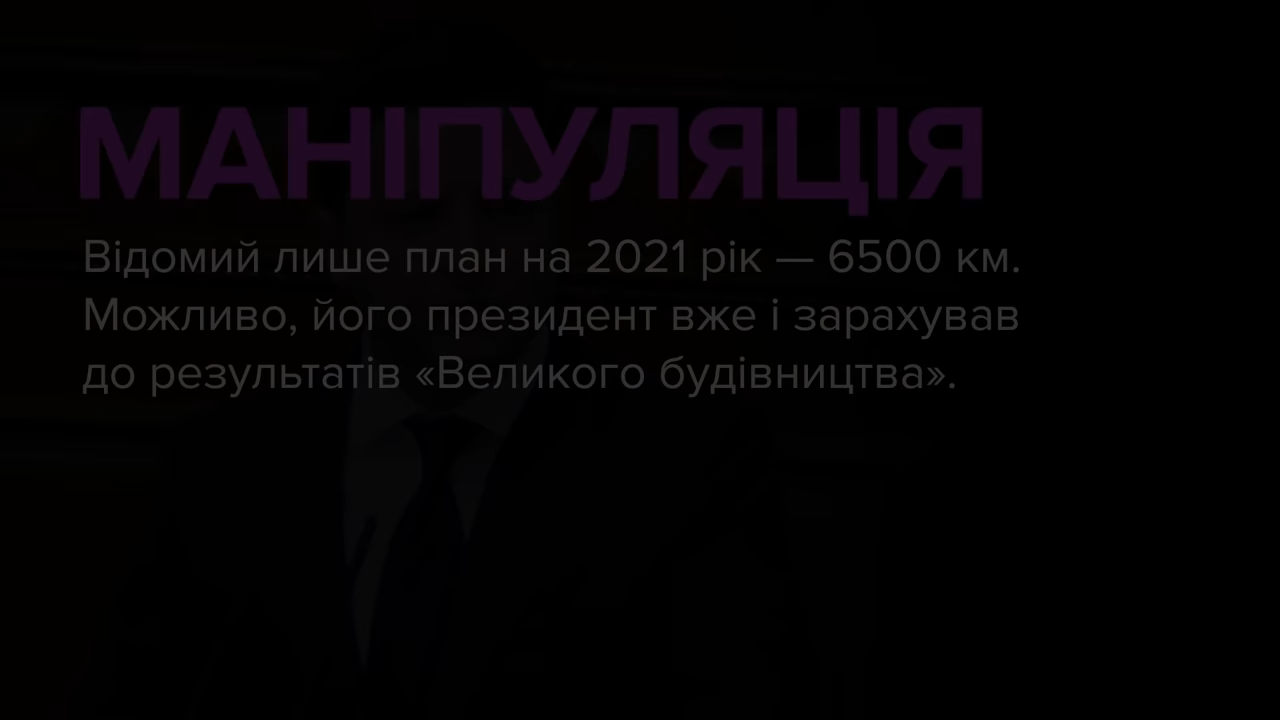 МАНІПУЛЯЦІЯ
Відомий лише план на 2021 рік — 6500 км.
Можливо, його президент вже і зарахував
до результатів «Великого будівництва».